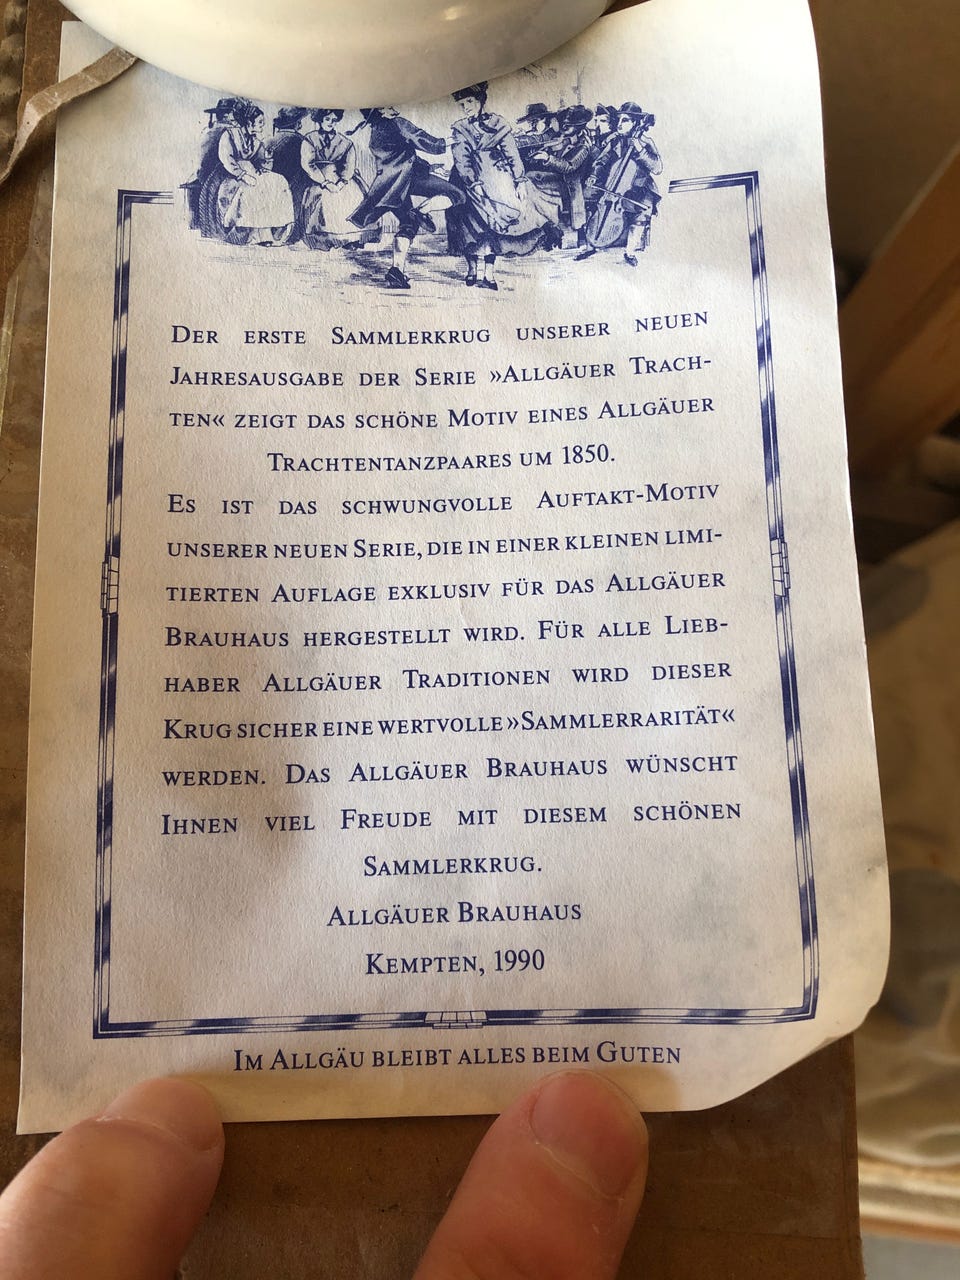 Der erste Sammlerkrug unserer neuen
Jahresausgabe der Serie »Allgäuer Trach-
ten« zeigt das schöne Motiv eines Allgäuer
Trachtentanzpaares um 1850.
Es ist das schwungvolle Auftakt-Motiv
unserer neuen Serie, die in einer kleinen limi-
tierten Auflage exklusiv für das Allgäuer
Brauhaus hergestellt wird. Für alle Lieb-
haber Allgäuer Traditionen wird dieser
Krug sicher eine wertvolle »Sammlerrarität«
werden. Das Allgäuer Brauhaus wünscht
Ihnen viel Freude mit diesem schönen
Sammlerkrug.
Allgäuer Brauhaus
Kempten, 1990
Im Allgäu bleibt alles beim Guten